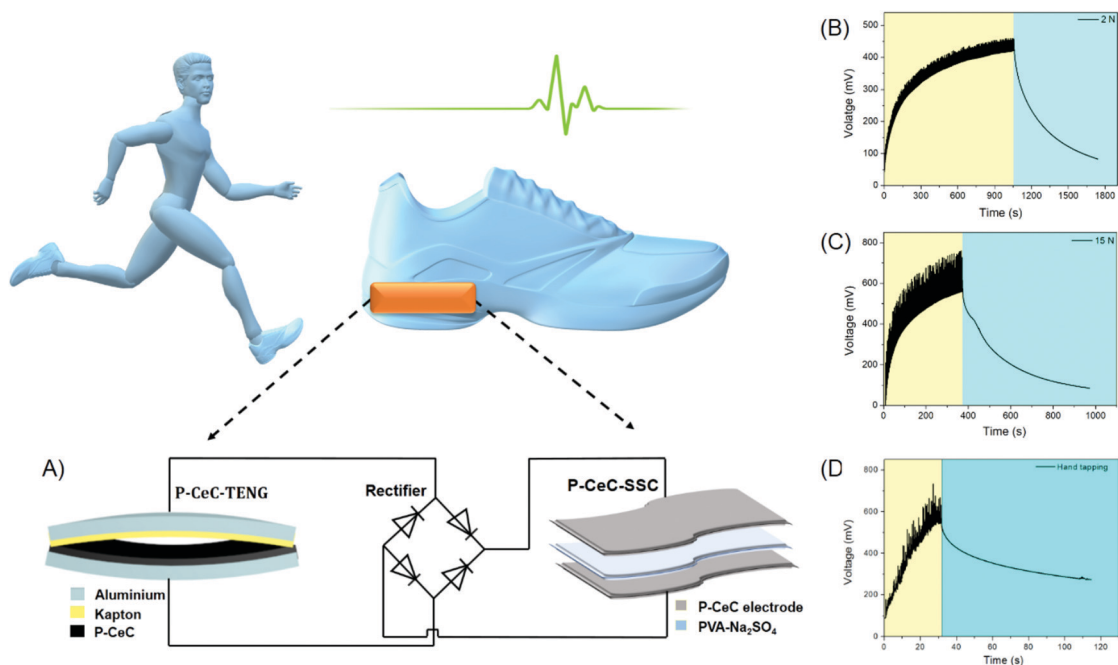 A)
P-CeC-TENG
Rectifier
P-CeC-SSC
Aluminium
Kapton
P-CeC
P-CeC electrode
PVA-Na₂SO₄
(B)
2 N
Volatge (mV)
500
400
300
200
100
0
0 300 600 900 1200 1500 1800
Time (s)
(C)
15 N
Voltage (mV)
800
600
400
200
0
0 200 400 600 800 1000
Time (s)
(D)
Hand tapping
Voltage (mV)
800
600
400
200
0
0 20 40 60 80 100 120
Time (s)